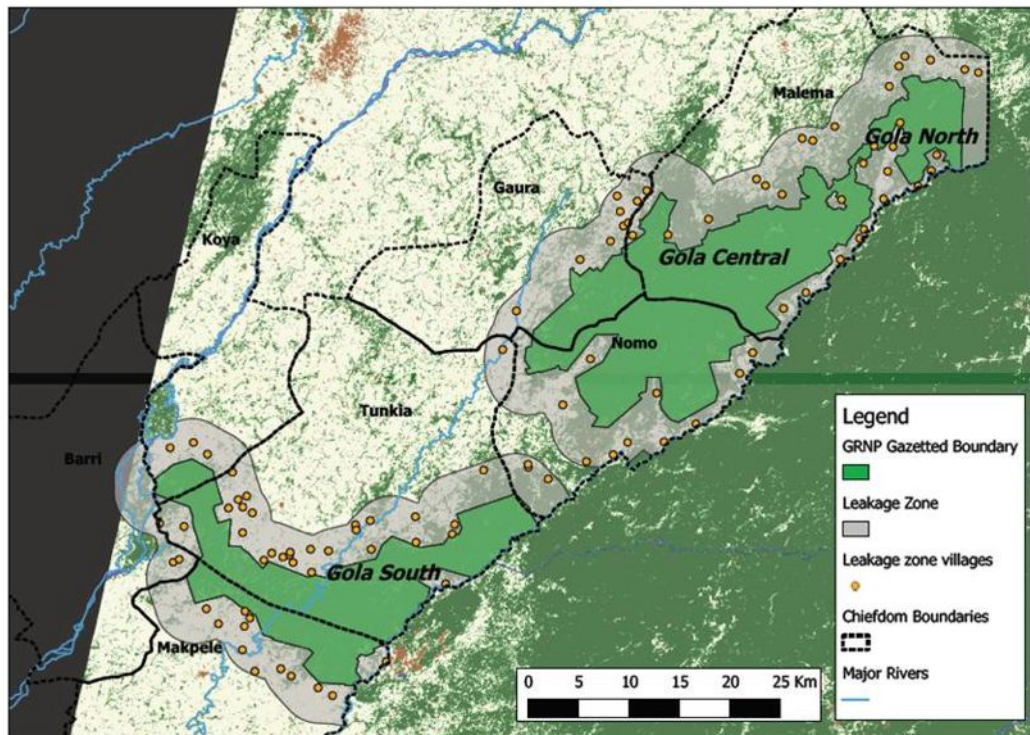 Malema
Gola North
Gaura
Koya
Gola Central
Nomo
Tunkia
Barri
Gola South
Makpele
Legend
GRNP Gazetted Boundary
Leakage Zone
Leakage zone villages
Chiefdom Boundaries
Major Rivers
0 5 10 15 20 25 Km